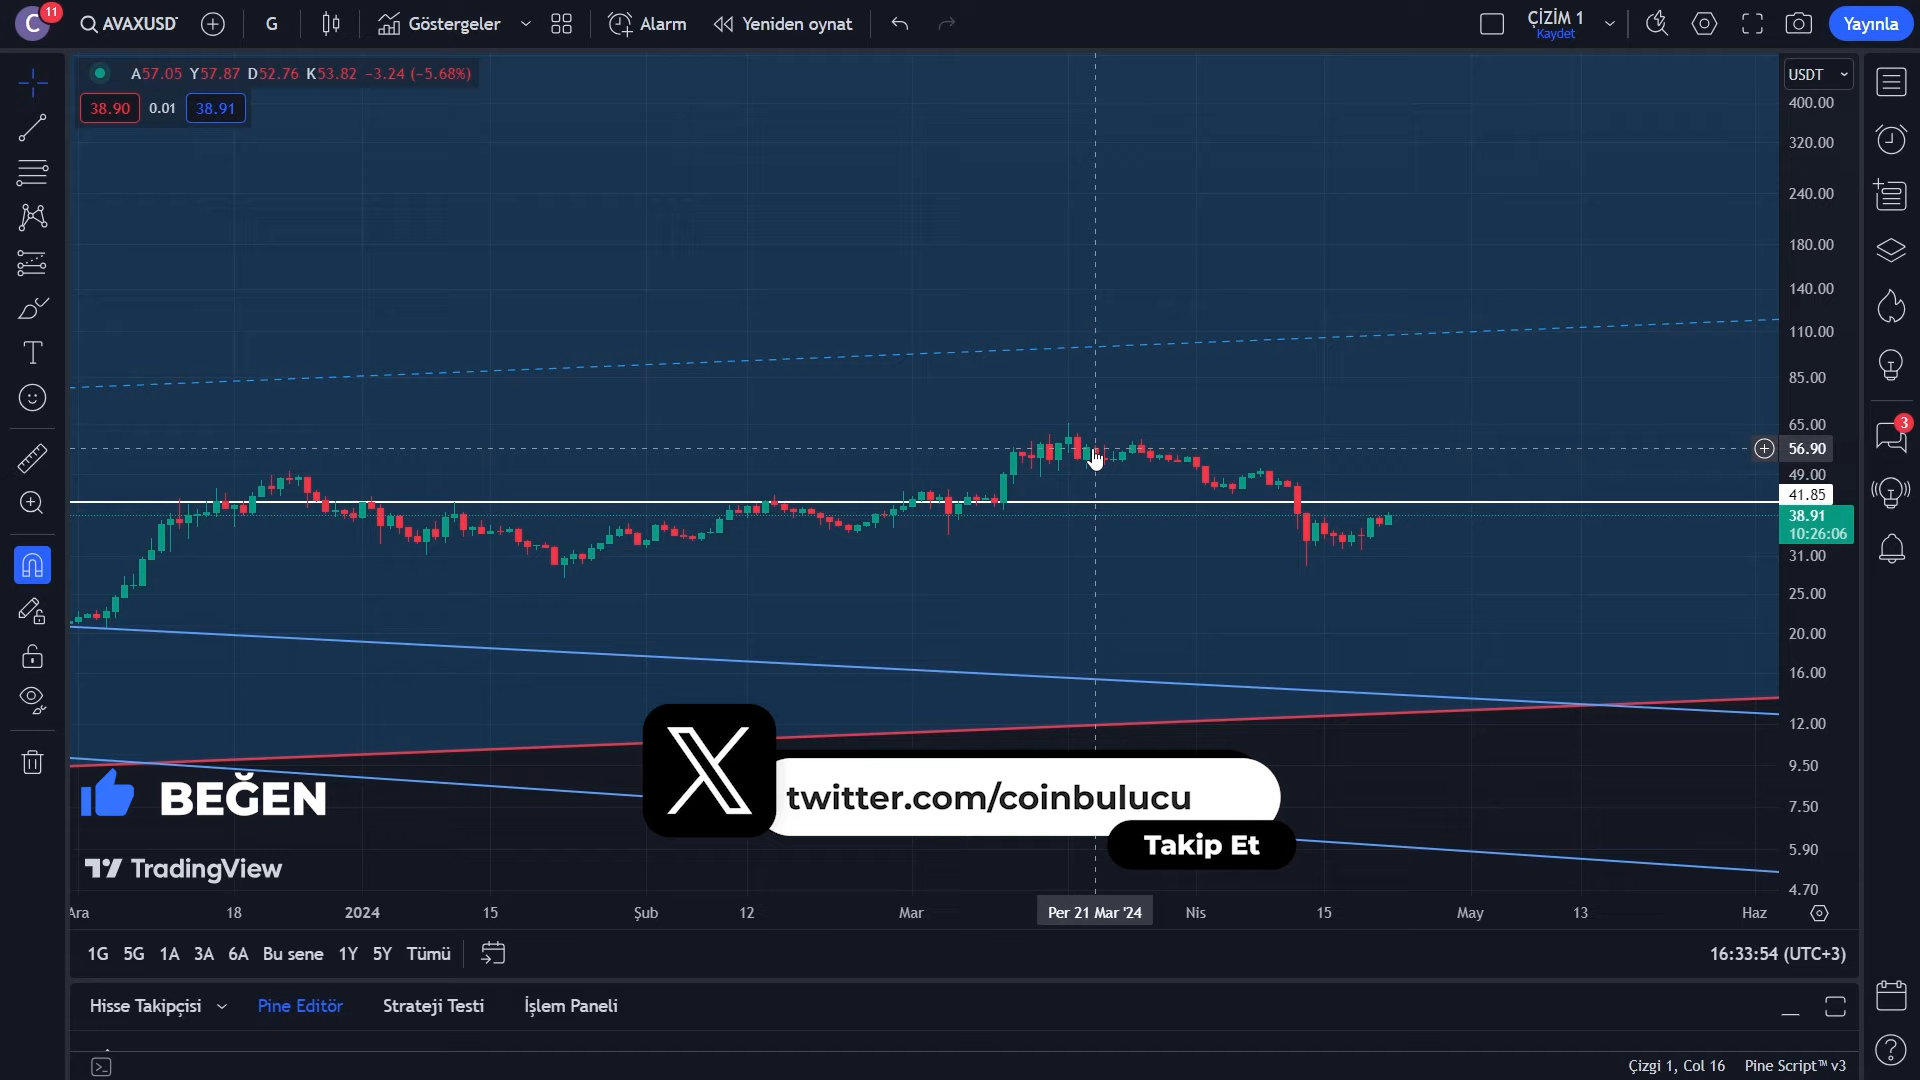 C 11 AVAXUSDT G Göstergeler Alarm Yeniden oynat ÇİZİM 1 Kaydet Yayınla
A57.05 Y57.87 D52.76 K53.82 −3.24 (−5.68%)
USDT
38.90 0.01 38.91
400.00
320.00
240.00
180.00
140.00
110.00
85.00
65.00
56.90
49.00
41.85
38.91
10:26:06
31.00
25.00
20.00
16.00
12.00
9.50
7.50
5.90
4.70
3
BEĞEN
twitter.com/coinbulucu
Takip Et
TradingView
Ara 18 2024 15 Şub 12 Mar Per 21 Mar '24 Nis 15 May 13 Haz
1G 5G 1A 3A 6A Bu sene 1Y 5Y Tümü 16:33:54 (UTC+3)
Hisse Takipçisi Pine Editör Strateji Testi İşlem Paneli
Çizgi 1, Col 16 Pine Script™ v3